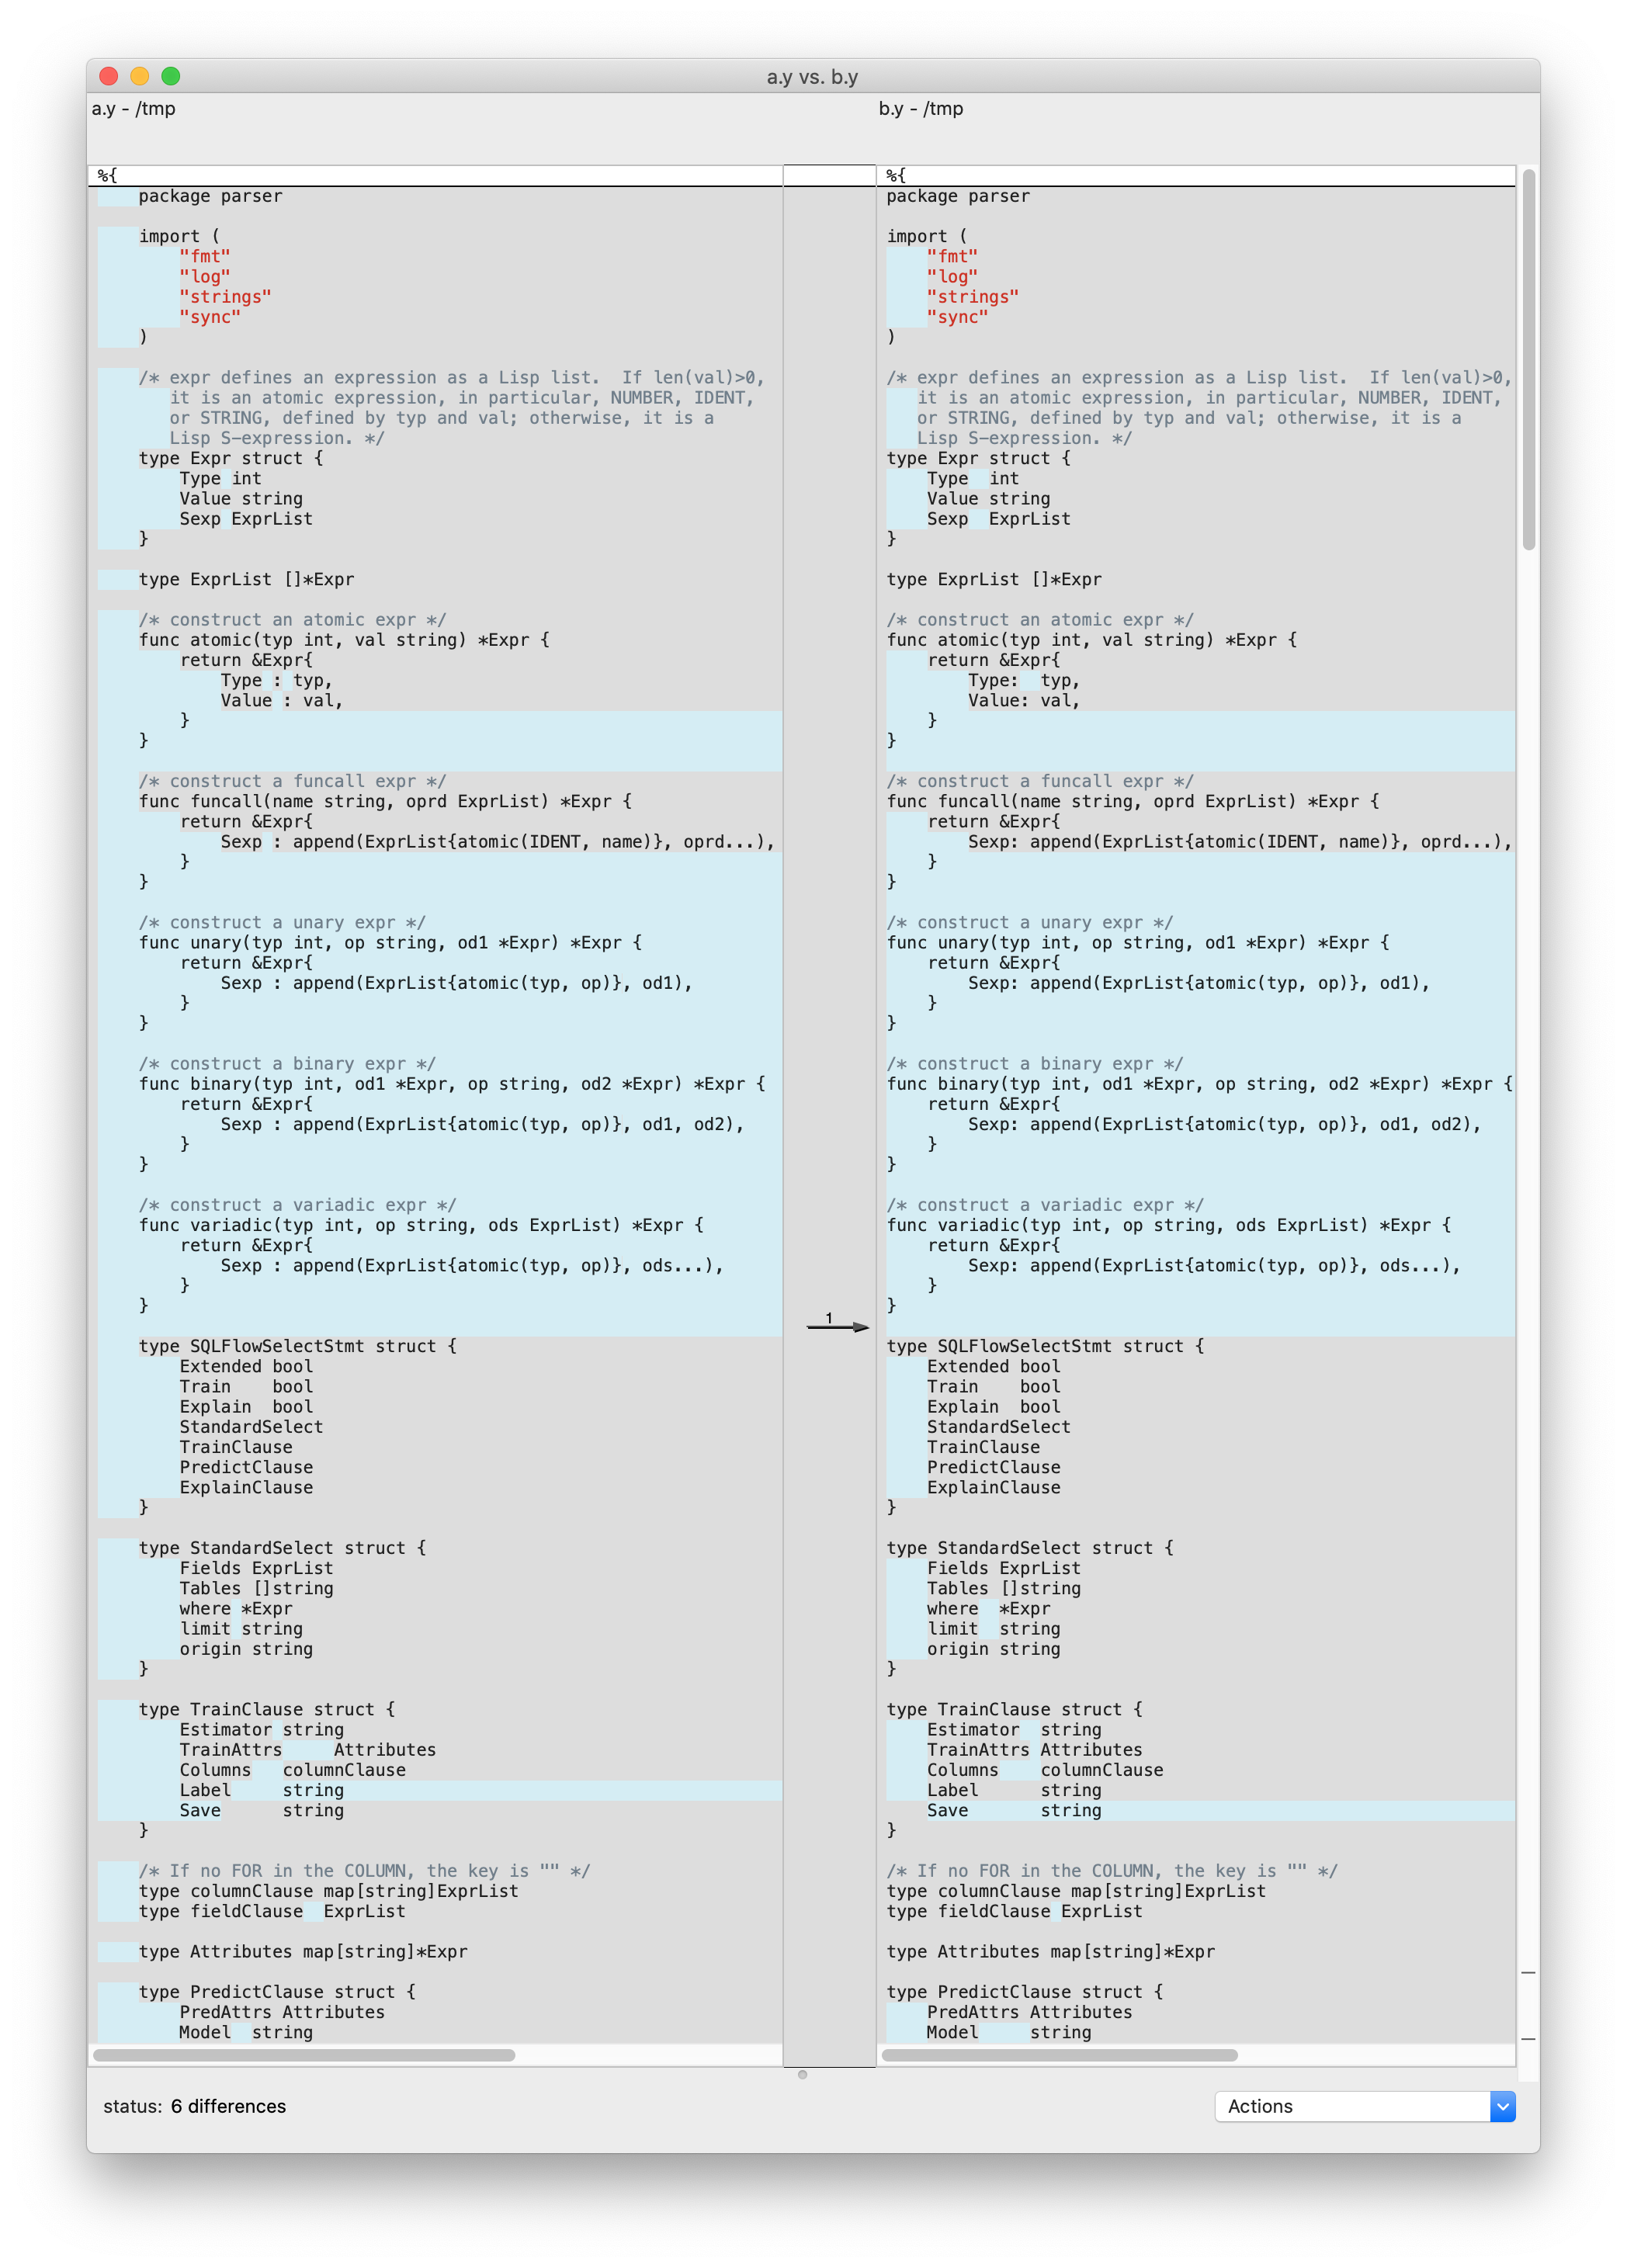 a.y vs. b.y
a.y - /tmp
%{
    package parser

    import (
        "fmt"
        "log"
        "strings"
        "sync"
    )

    /* expr defines an expression as a Lisp list.  If len(val)>0,
       it is an atomic expression, in particular, NUMBER, IDENT,
       or STRING, defined by typ and val; otherwise, it is a
       Lisp S-expression. */
    type Expr struct {
        Type int
        Value string
        Sexp ExprList
    }

    type ExprList []*Expr

    /* construct an atomic expr */
    func atomic(typ int, val string) *Expr {
        return &Expr{
            Type : typ,
            Value : val,
        }
    }

    /* construct a funcall expr */
    func funcall(name string, oprd ExprList) *Expr {
        return &Expr{
            Sexp : append(ExprList{atomic(IDENT, name)}, oprd...),
        }
    }

    /* construct a unary expr */
    func unary(typ int, op string, od1 *Expr) *Expr {
        return &Expr{
            Sexp : append(ExprList{atomic(typ, op)}, od1),
        }
    }

    /* construct a binary expr */
    func binary(typ int, od1 *Expr, op string, od2 *Expr) *Expr {
        return &Expr{
            Sexp : append(ExprList{atomic(typ, op)}, od1, od2),
        }
    }

    /* construct a variadic expr */
    func variadic(typ int, op string, ods ExprList) *Expr {
        return &Expr{
            Sexp : append(ExprList{atomic(typ, op)}, ods...),
        }
    }

    type SQLFlowSelectStmt struct {
        Extended bool
        Train    bool
        Explain  bool
        StandardSelect
        TrainClause
        PredictClause
        ExplainClause
    }

    type StandardSelect struct {
        Fields ExprList
        Tables []string
        where *Expr
        limit string
        origin string
    }

    type TrainClause struct {
        Estimator string
        TrainAttrs     Attributes
        Columns   columnClause
        Label     string
        Save      string
    }

    /* If no FOR in the COLUMN, the key is "" */
    type columnClause map[string]ExprList
    type fieldClause  ExprList

    type Attributes map[string]*Expr

    type PredictClause struct {
        PredAttrs Attributes
        Model  string
1
b.y - /tmp
%{
package parser

import (
    "fmt"
    "log"
    "strings"
    "sync"
)

/* expr defines an expression as a Lisp list.  If len(val)>0,
   it is an atomic expression, in particular, NUMBER, IDENT,
   or STRING, defined by typ and val; otherwise, it is a
   Lisp S-expression. */
type Expr struct {
    Type  int
    Value string
    Sexp  ExprList
}

type ExprList []*Expr

/* construct an atomic expr */
func atomic(typ int, val string) *Expr {
    return &Expr{
        Type:  typ,
        Value: val,
    }
}

/* construct a funcall expr */
func funcall(name string, oprd ExprList) *Expr {
    return &Expr{
        Sexp: append(ExprList{atomic(IDENT, name)}, oprd...),
    }
}

/* construct a unary expr */
func unary(typ int, op string, od1 *Expr) *Expr {
    return &Expr{
        Sexp: append(ExprList{atomic(typ, op)}, od1),
    }
}

/* construct a binary expr */
func binary(typ int, od1 *Expr, op string, od2 *Expr) *Expr {
    return &Expr{
        Sexp: append(ExprList{atomic(typ, op)}, od1, od2),
    }
}

/* construct a variadic expr */
func variadic(typ int, op string, ods ExprList) *Expr {
    return &Expr{
        Sexp: append(ExprList{atomic(typ, op)}, ods...),
    }
}

type SQLFlowSelectStmt struct {
    Extended bool
    Train    bool
    Explain  bool
    StandardSelect
    TrainClause
    PredictClause
    ExplainClause
}

type StandardSelect struct {
    Fields ExprList
    Tables []string
    where  *Expr
    limit  string
    origin string
}

type TrainClause struct {
    Estimator  string
    TrainAttrs Attributes
    Columns    columnClause
    Label      string
    Save       string
}

/* If no FOR in the COLUMN, the key is "" */
type columnClause map[string]ExprList
type fieldClause ExprList

type Attributes map[string]*Expr

type PredictClause struct {
    PredAttrs Attributes
    Model     string
status: 6 differences
Actions